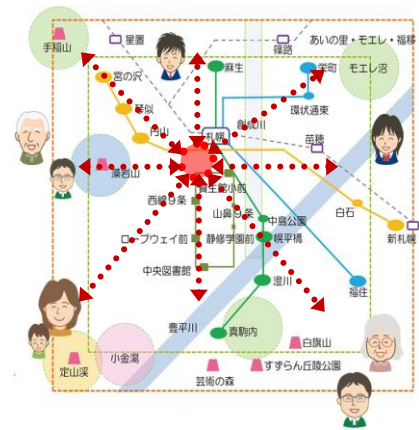 手稲山
星置
篠路
あいの里・モエレ・福移
宮の沢
麻生
栄町
モエレ沼
琴似
環状通東
円山
札幌
創成川
苗穂
藻岩山
資生館小前
西線９条
山鼻９条
中島公園
白石
ロープウェイ前
静修学園前
幌平橋
新札幌
中央図書館
澄川
福住
豊平川
真駒内
白旗山
定山渓
小金湯
すずらん丘陵公園
芸術の森